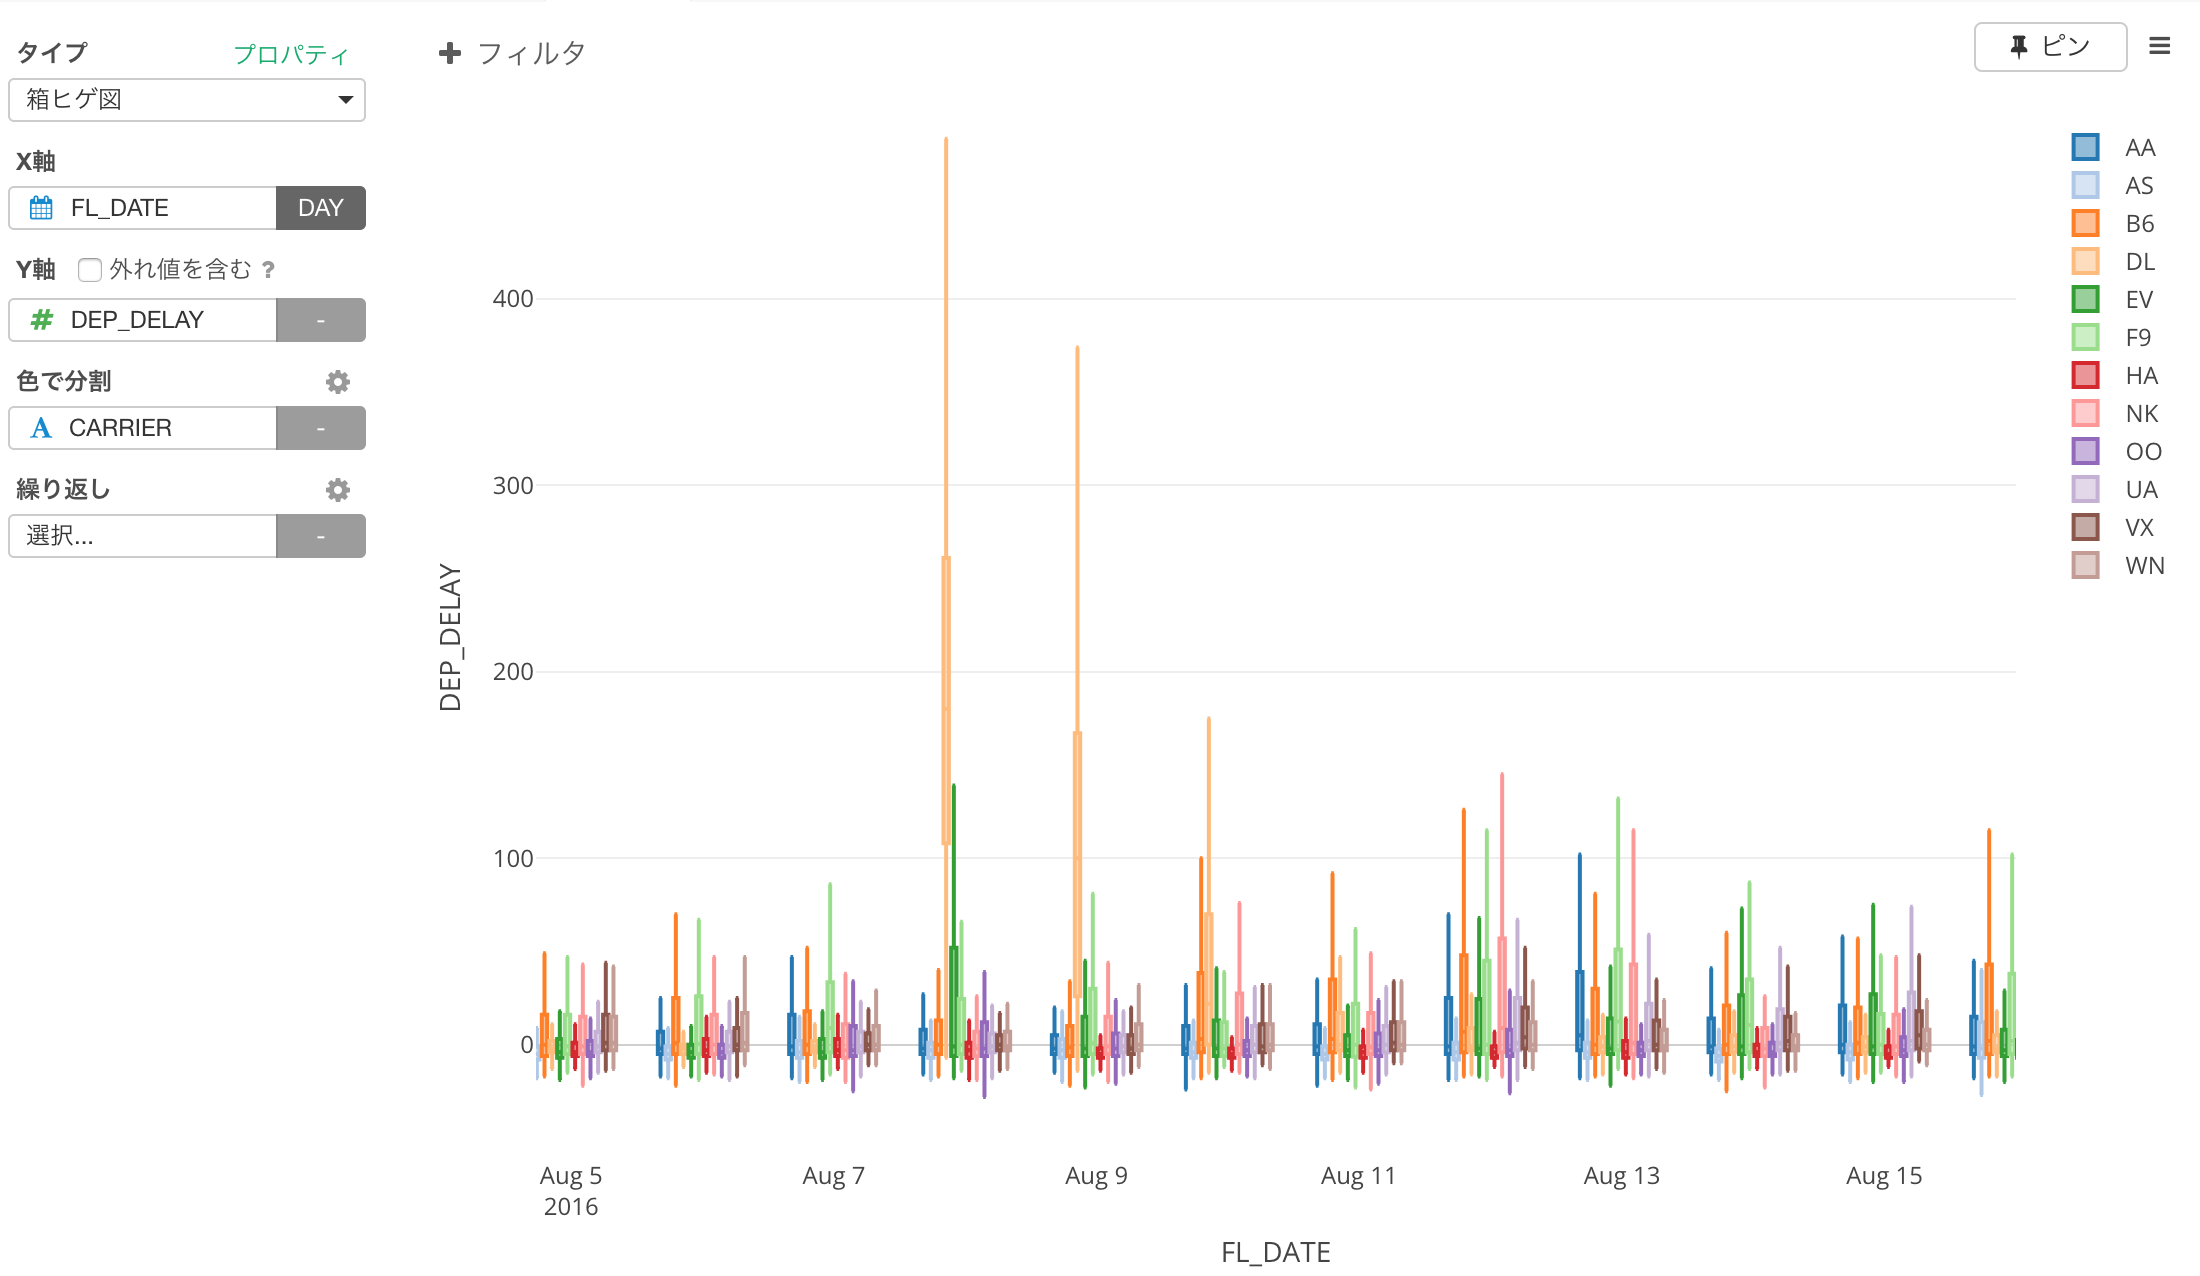 タイプ プロパティ
箱ヒゲ図
X軸
FL_DATE DAY
Y軸 外れ値を含む ?
# DEP_DELAY -
色で分割
A CARRIER -
繰り返し
選択... -
+ フィルタ
ピン
DEP_DELAY
400
300
200
100
0
Aug 5
2016
Aug 7
Aug 9
Aug 11
Aug 13
Aug 15
FL_DATE
AA
AS
B6
DL
EV
F9
HA
NK
OO
UA
VX
WN